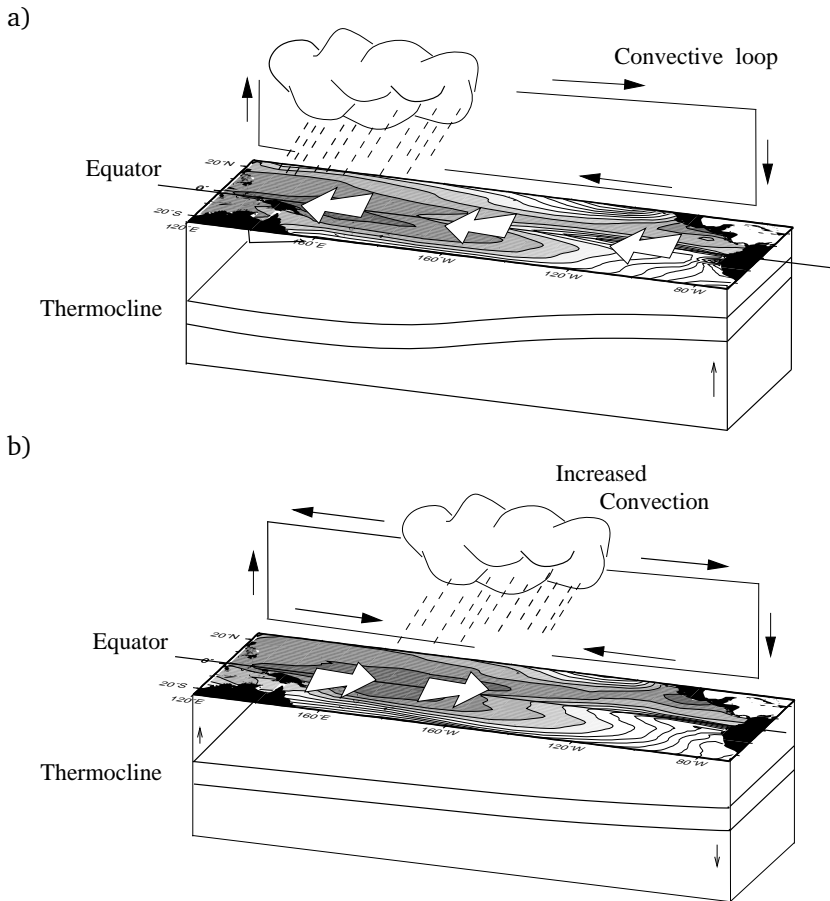 a)
Convective loop
Equator
20°N
0°
20°S
120°E
160°E
160°W
120°W
80°W
Thermocline
b)
Increased
Convection
Equator
20°N
0°
20°S
120°E
160°E
160°W
120°W
80°W
Thermocline